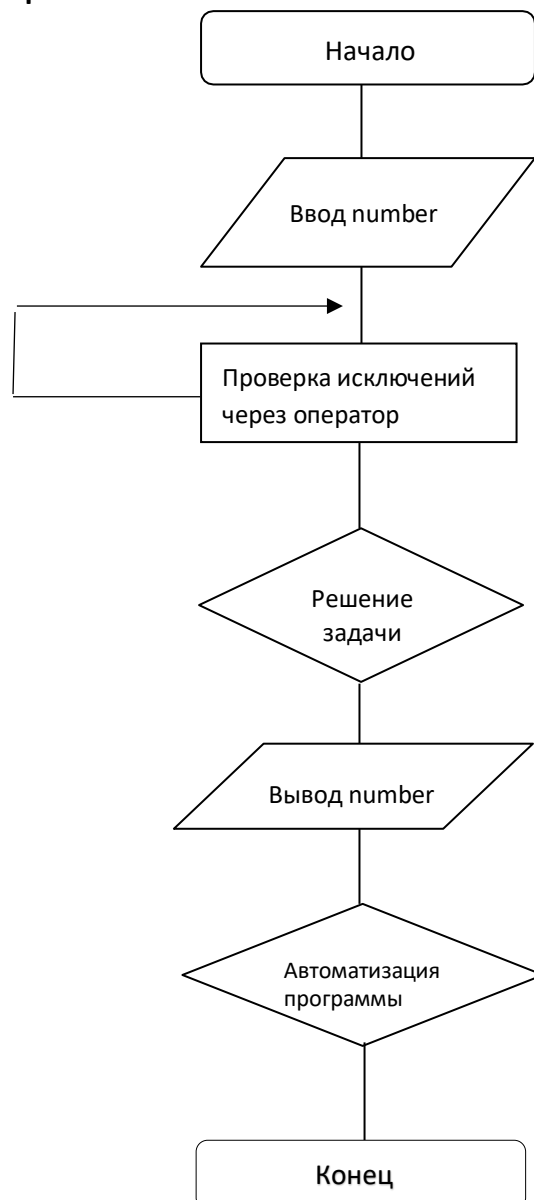 Начало
Ввод number
Проверка исключений
через оператор
Решение
задачи
Вывод number
Автоматизация
программы
Конец